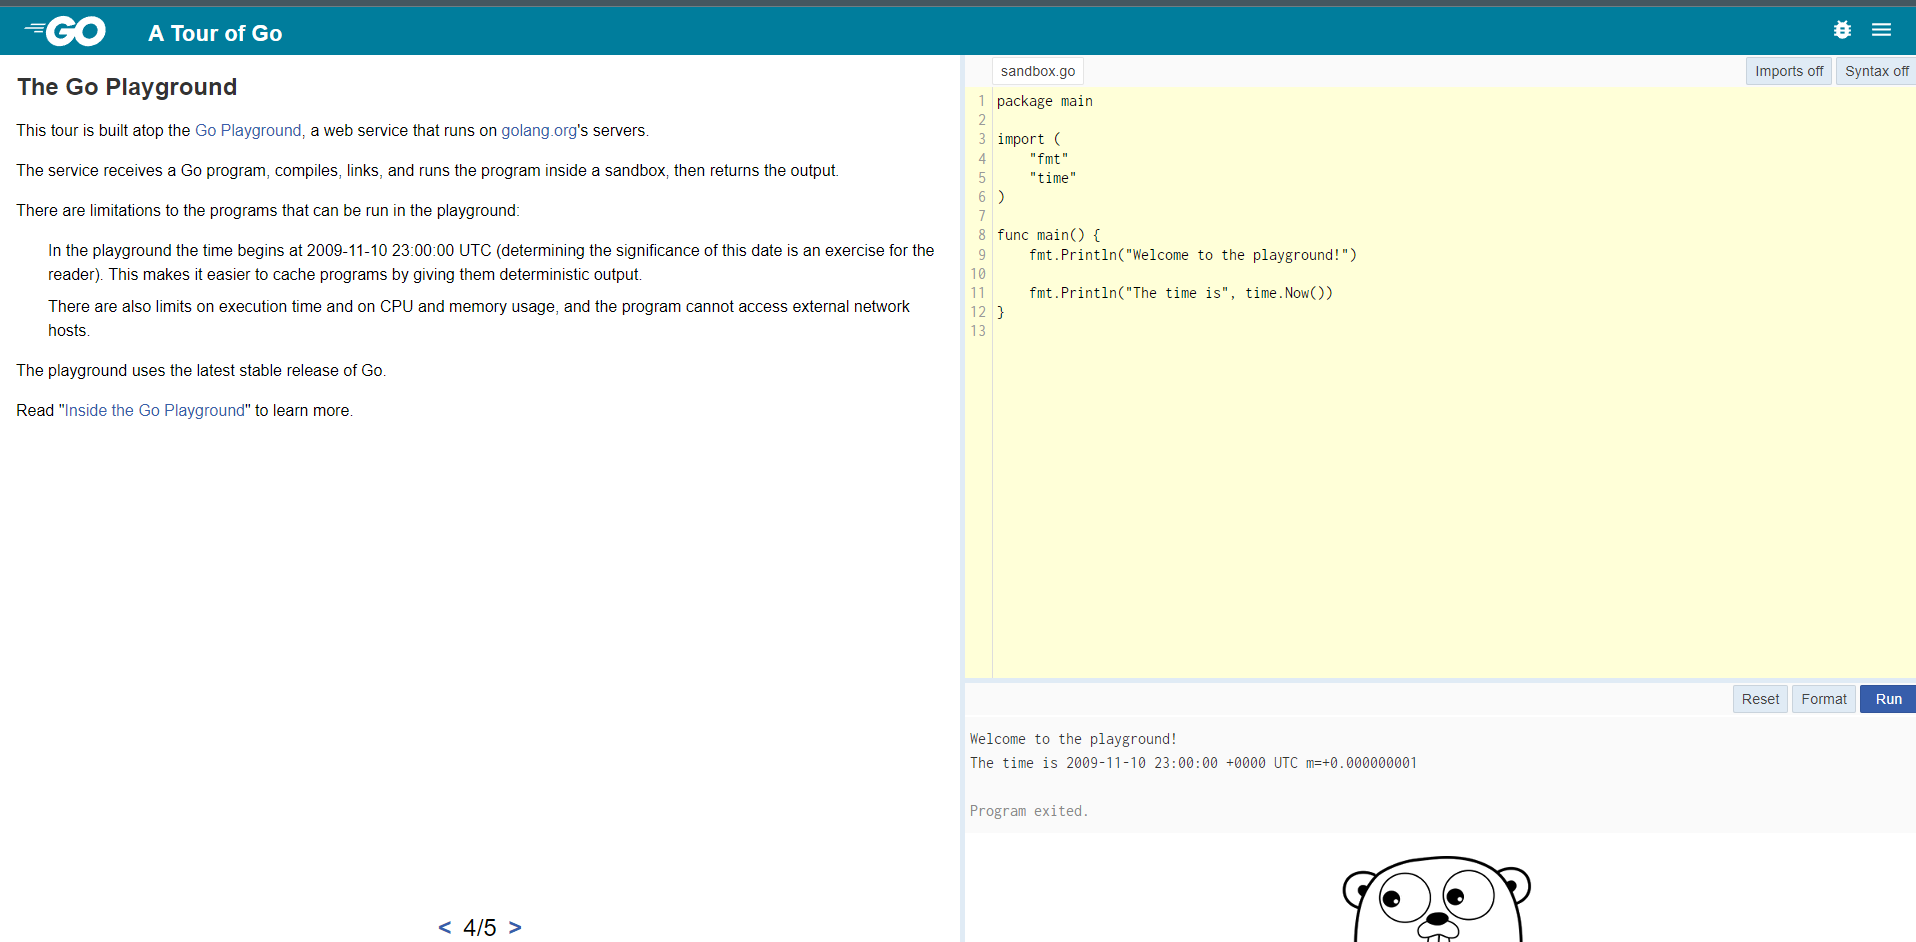 GO
A Tour of Go
The Go Playground
This tour is built atop the Go Playground, a web service that runs on golang.org's servers.
The service receives a Go program, compiles, links, and runs the program inside a sandbox, then returns the output.
There are limitations to the programs that can be run in the playground:
In the playground the time begins at 2009-11-10 23:00:00 UTC (determining the significance of this date is an exercise for the
reader). This makes it easier to cache programs by giving them deterministic output.
There are also limits on execution time and on CPU and memory usage, and the program cannot access external network
hosts.
The playground uses the latest stable release of Go.
Read "Inside the Go Playground" to learn more.
< 4/5 >
sandbox.go
Imports off
Syntax off
1 package main
2
3 import (
4     "fmt"
5     "time"
6 )
7
8 func main() {
9     fmt.Println("Welcome to the playground!")
10
11     fmt.Println("The time is", time.Now())
12 }
13
Reset
Format
Run
Welcome to the playground!
The time is 2009-11-10 23:00:00 +0000 UTC m=+0.000000001
Program exited.